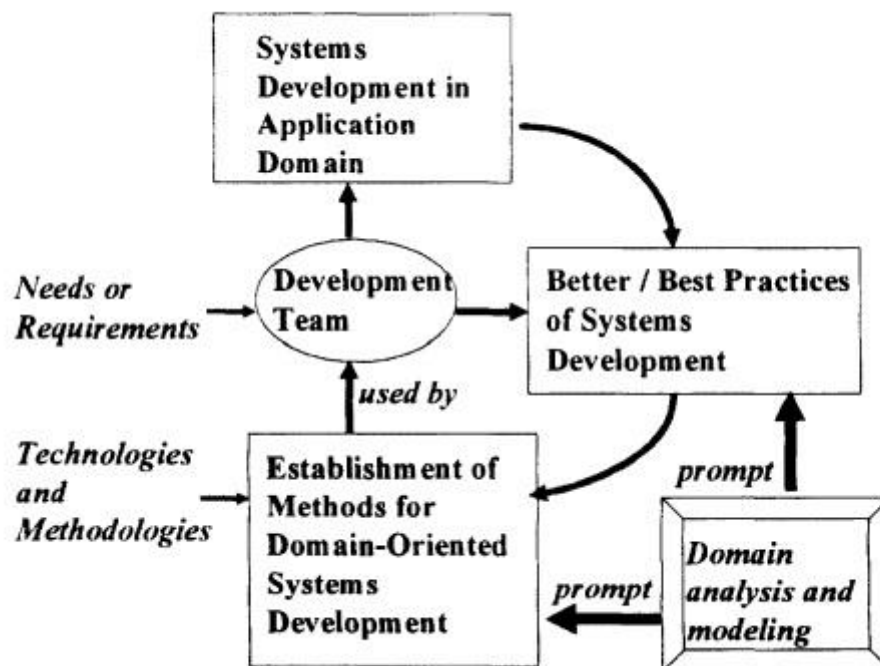 Systems
Development in
Application
Domain
Needs or
Requirements
Development
Team
Better / Best Practices
of Systems
Development
used by
Technologies
and
Methodologies
Establishment of
Methods for
Domain-Oriented
Systems
Development
prompt
prompt
Domain
analysis and
modeling